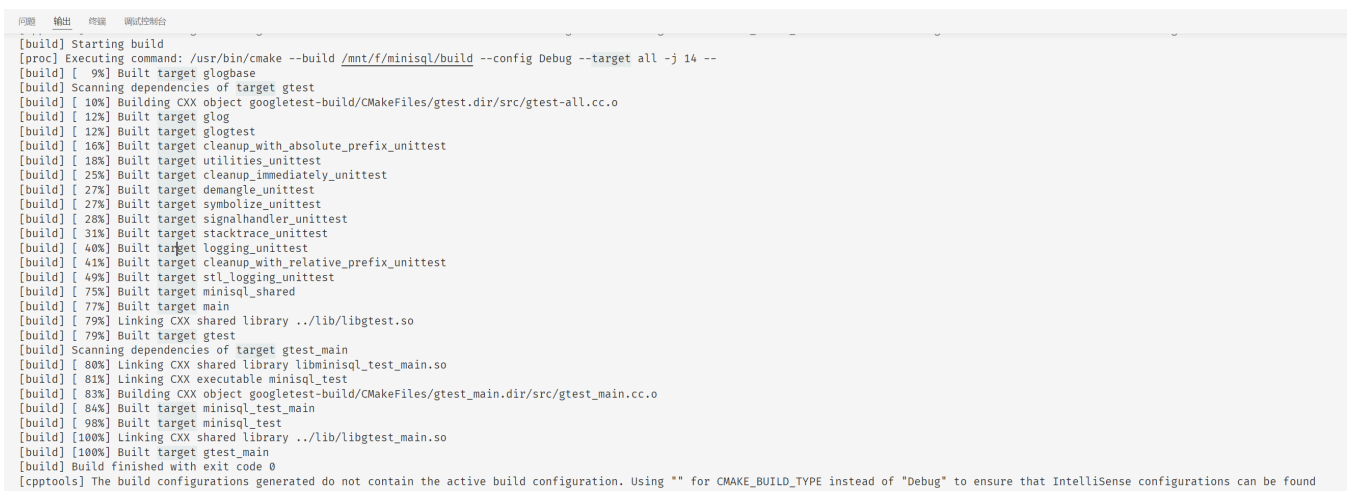 问题 输出 终端 调试控制台
[build] Starting build
[proc] Executing command: /usr/bin/cmake --build /mnt/f/minisql/build --config Debug --target all -j 14 --
[build] [  9%] Built target glogbase
[build] Scanning dependencies of target gtest
[build] [ 10%] Building CXX object googletest-build/CMakeFiles/gtest.dir/src/gtest-all.cc.o
[build] [ 12%] Built target glog
[build] [ 12%] Built target glogtest
[build] [ 16%] Built target cleanup_with_absolute_prefix_unittest
[build] [ 18%] Built target utilities_unittest
[build] [ 25%] Built target cleanup_immediately_unittest
[build] [ 27%] Built target demangle_unittest
[build] [ 27%] Built target symbolize_unittest
[build] [ 28%] Built target signalhandler_unittest
[build] [ 31%] Built target stacktrace_unittest
[build] [ 40%] Built target logging_unittest
[build] [ 41%] Built target cleanup_with_relative_prefix_unittest
[build] [ 49%] Built target stl_logging_unittest
[build] [ 75%] Built target minisql_shared
[build] [ 77%] Built target main
[build] [ 79%] Linking CXX shared library ../lib/libgtest.so
[build] [ 79%] Built target gtest
[build] Scanning dependencies of target gtest_main
[build] [ 80%] Linking CXX shared library libminisql_test_main.so
[build] [ 81%] Linking CXX executable minisql_test
[build] [ 83%] Building CXX object googletest-build/CMakeFiles/gtest_main.dir/src/gtest_main.cc.o
[build] [ 84%] Built target minisql_test_main
[build] [ 98%] Built target minisql_test
[build] [100%] Linking CXX shared library ../lib/libgtest_main.so
[build] [100%] Built target gtest_main
[build] Build finished with exit code 0
[cpptools] The build configurations generated do not contain the active build configuration. Using "" for CMAKE_BUILD_TYPE instead of "Debug" to ensure that IntelliSense configurations can be found